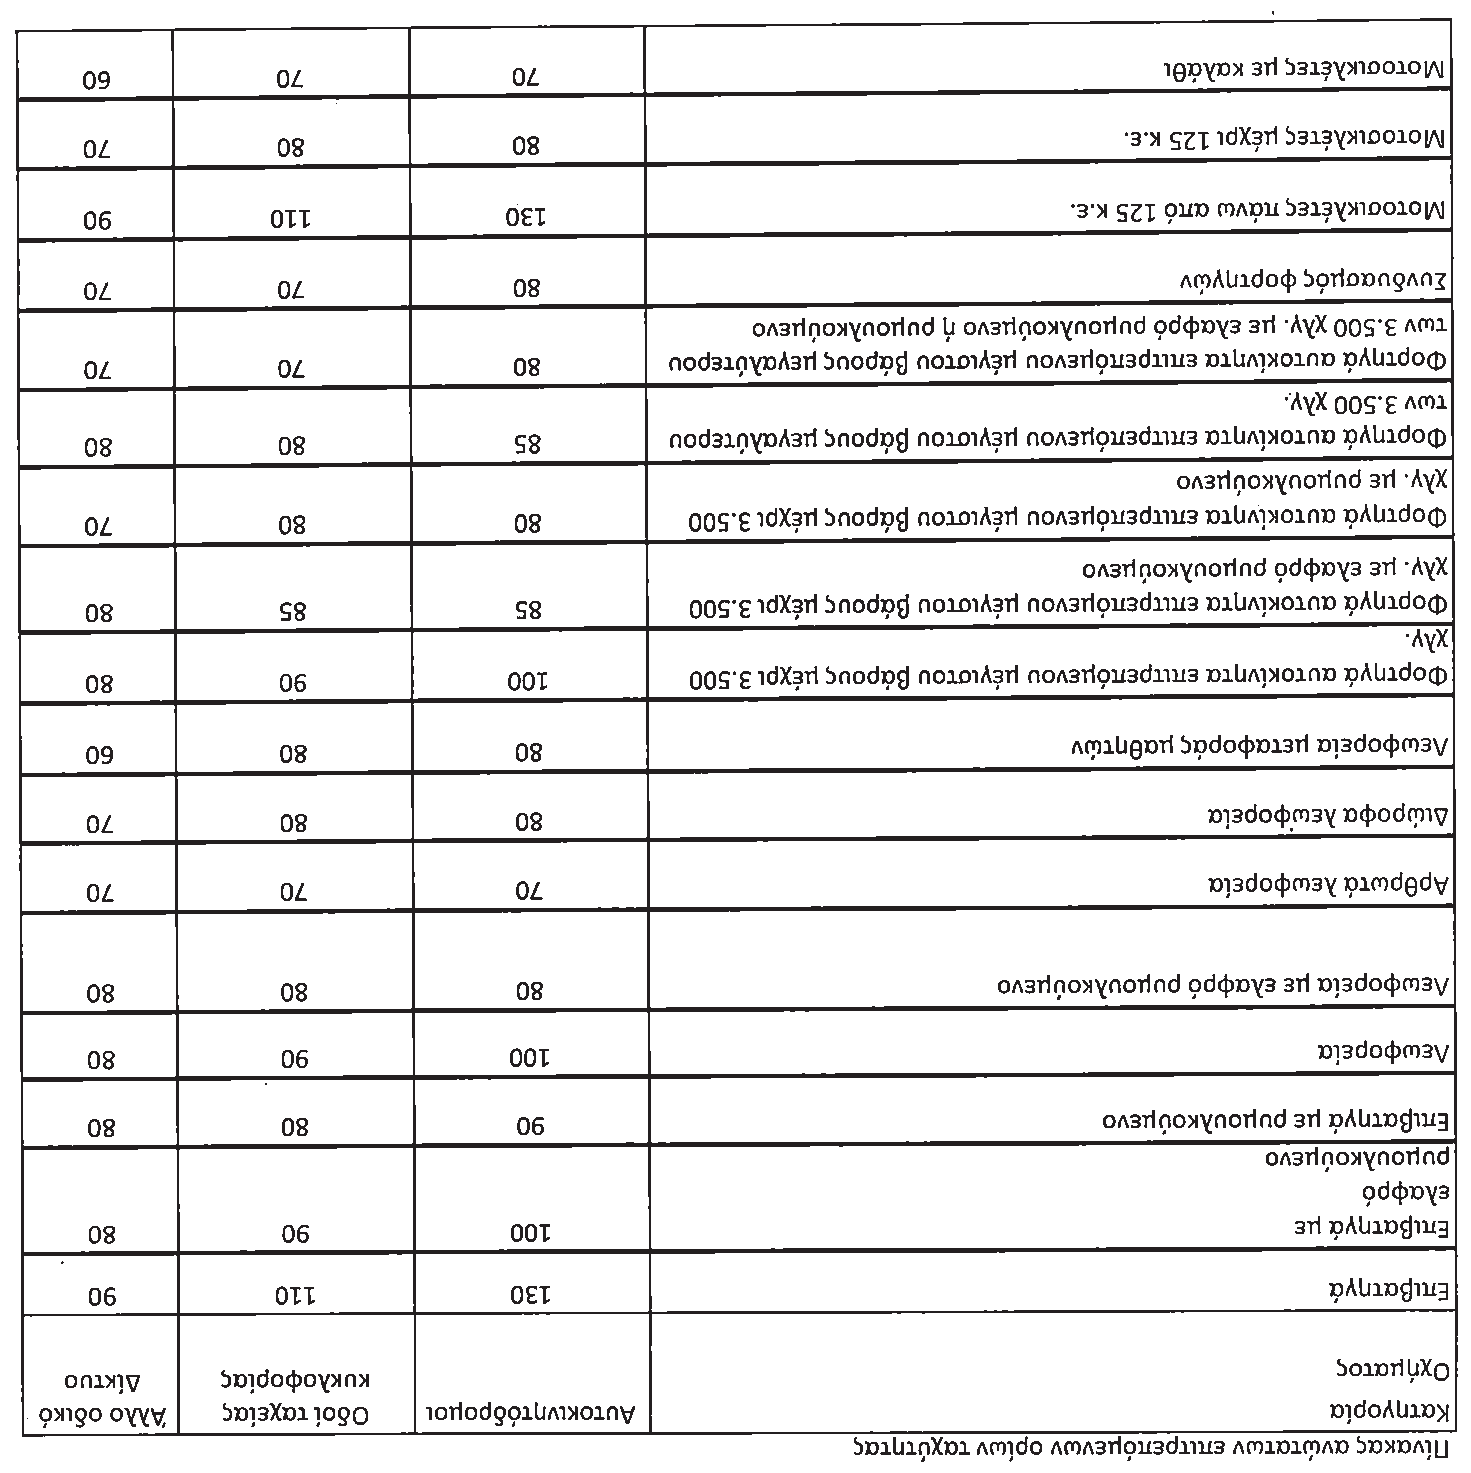 Πίνακας ανώτατων επιτρεπόμενων ορίων ταχύτητας
Κατηγορία Οχήματος | Αυτοκινητόδρομοι | Οδοί ταχείας κυκλοφορίας | Άλλο οδικό Δίκτυο
Επιβατηγά 130 110 90
Επιβατηγά με
ελαφρό
ρυμουλκούμενο 100 90 80
Επιβατηγά με ρυμουλκούμενο 90 80 80
Λεωφορεία 100 90 80
Λεωφορεία με ελαφρό ρυμουλκούμενο 80 80 80
Αρθρωτά λεωφορεία 70 70 70
Διώροφα λεώφορεία 80 80 70
Λεωφορεία μεταφοράς μαθητών 80 80 60
Φορτηγά αυτοκίνητα επιτρεπόμενου μέγιστου βάρους μέχρι 3.500
χλγ. 100 90 80
Φορτηγά αυτοκίνητα επιτρεπόμενου μέγιστου βάρους μέχρι 3.500
χλγ. με ελαφρό ρυμουλκούμενο 85 85 80
Φορτηγά αυτοκίνητα επιτρεπόμενου μέγιστου βάρους μέχρι 3.500
χλγ. με ρυμουλκούμενο 80 80 70
Φορτηγά αυτοκίνητα επιτρεπόμενου μέγιστου βάρους μεγαλύτερου
των 3.500 χλγ. 85 80 80
Φορτηγά αυτοκίνητα επιτρεπόμενου μέγιστου βάρους μεγαλύτερου
των 3.500 χλγ. με ελαφρό ρυμουλκούμενο ή ρυμουλκούμενο 80 70 70
Συνδυασμός φορτηγών 80 70 70
Μοτοσικλέτες πάνω από 125 κ.ε. 130 110 90
Μοτοσικλέτες μέχρι 125 κ.ε. 80 80 70
Μοτοσικλέτες με καλάθι 70 70 60